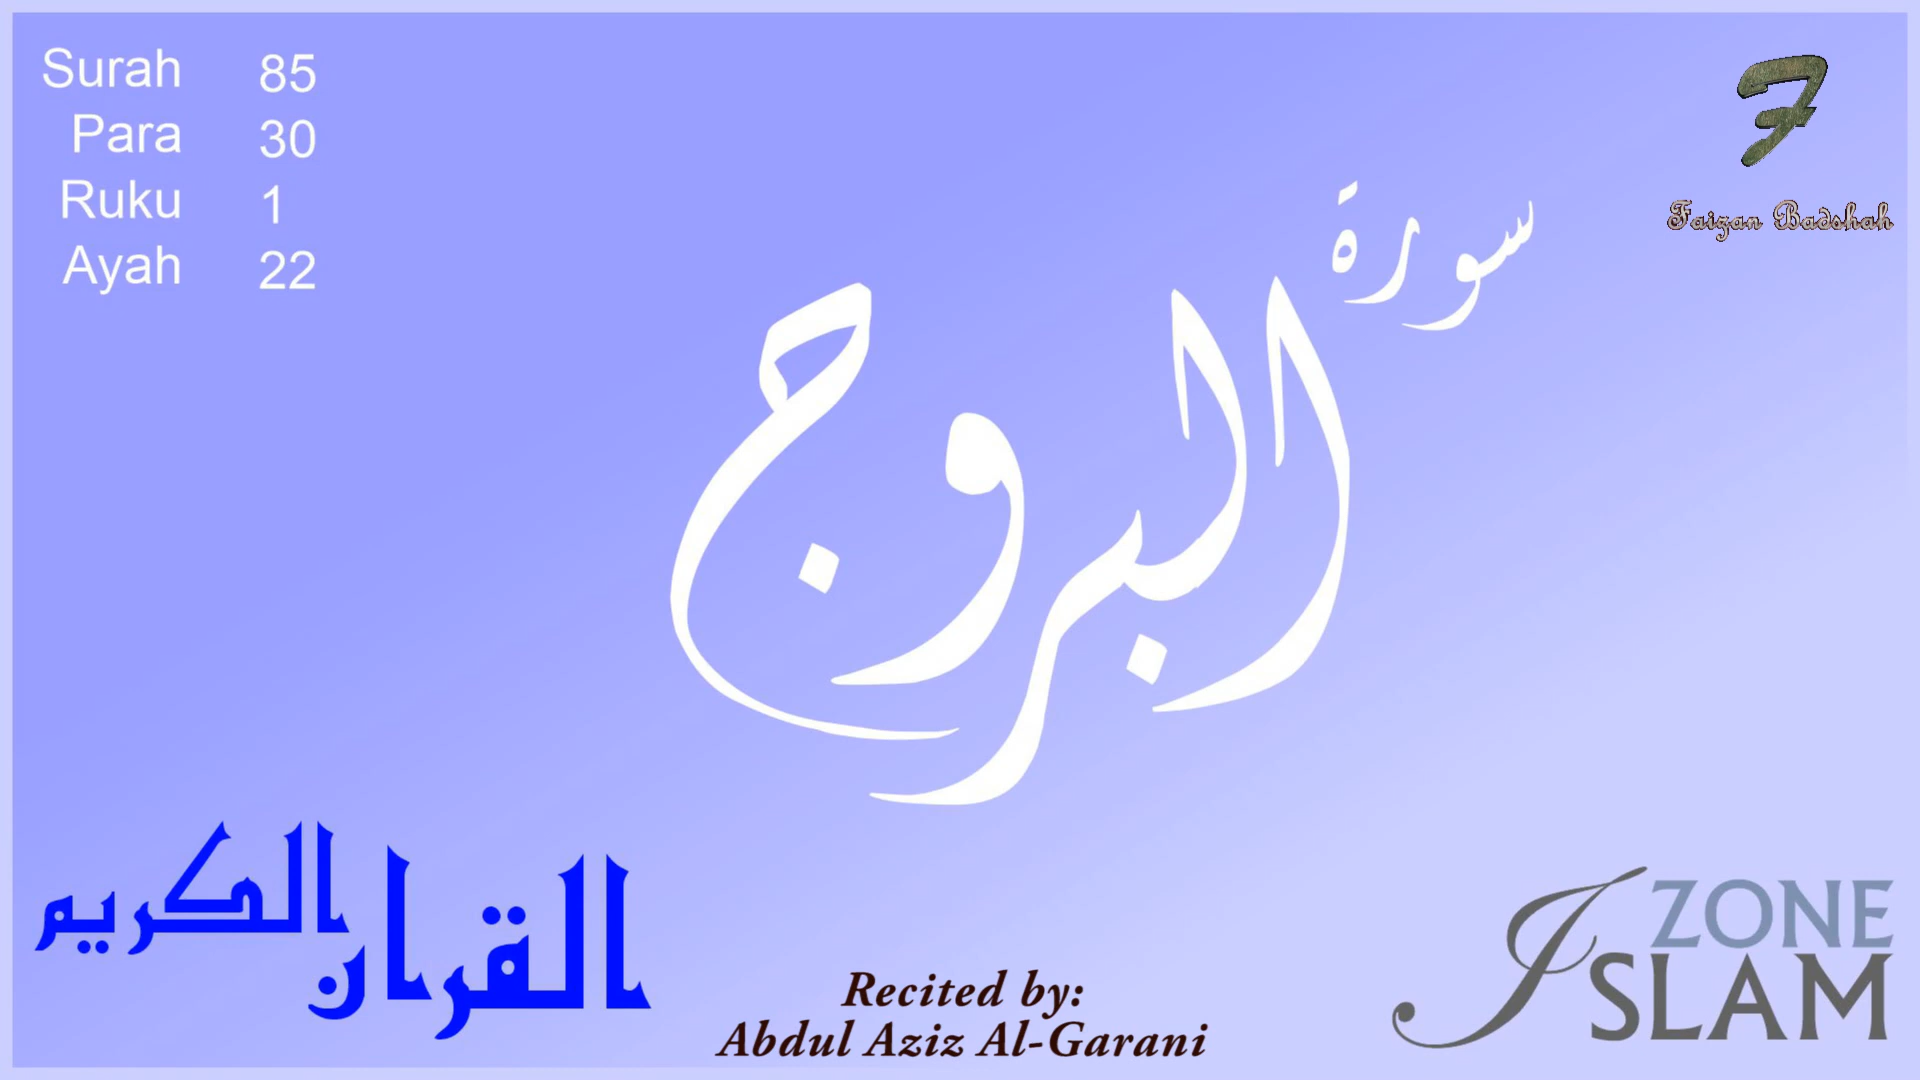 Surah 85
Para 30
Ruku 1
Ayah 22
F
Faizan Badshah
سورة
البروج
القران
الكريم
Recited by:
Abdul Aziz Al-Garani
ZONE
ISLAM